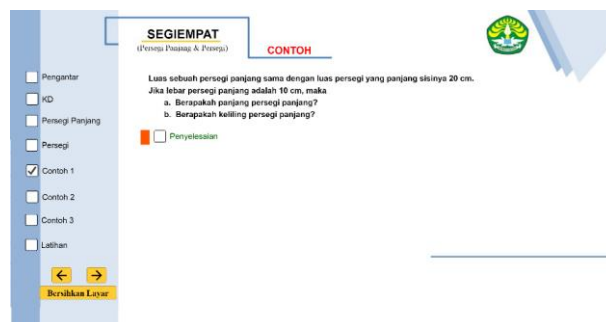 SEGIEMPAT
(Persegi Panjang & Persegi)
CONTOH
Pengantar
KD
Persegi Panjang
Persegi
Contoh 1
Contoh 2
Contoh 3
Latihan
Bersihkan Layar
Luas sebuah persegi panjang sama dengan luas persegi yang panjang sisinya 20 cm.
Jika lebar persegi panjang adalah 10 cm, maka
a. Berapakah panjang persegi panjang?
b. Berapakah keliling persegi panjang?
Penyelesaian